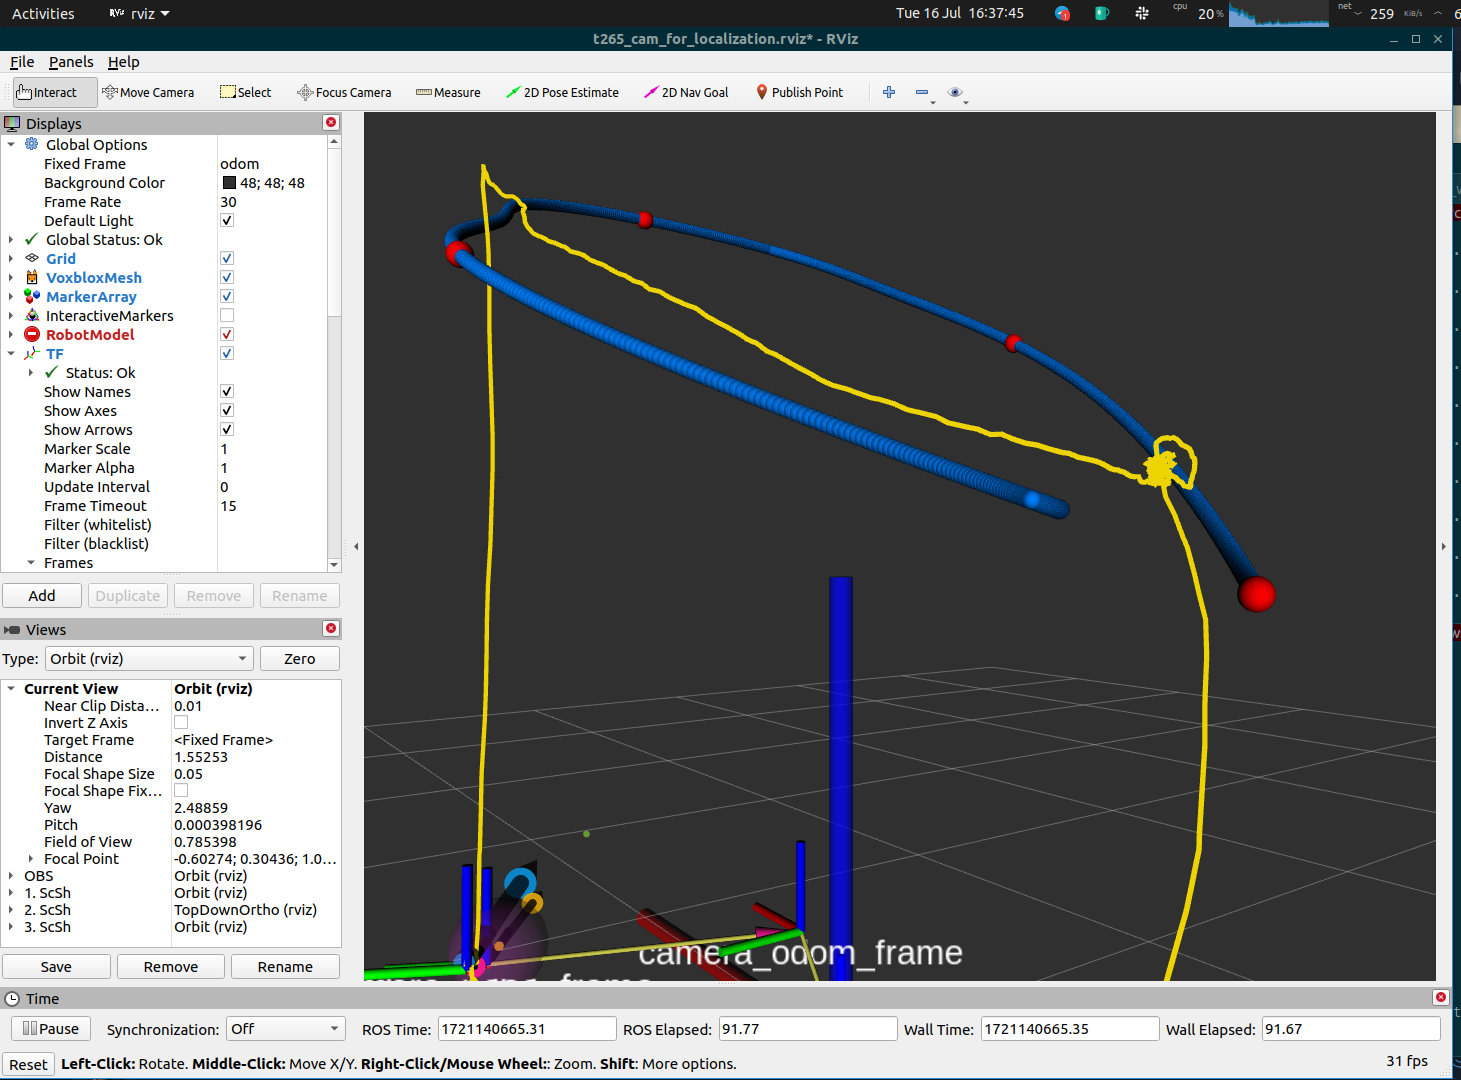 Activities rviz Tue 16 Jul 16:37:45 cpu 20% net 259 KiB/s
t265_cam_for_localization.rviz* - RViz
File Panels Help
Interact Move Camera Select Focus Camera Measure 2D Pose Estimate 2D Nav Goal Publish Point
Displays
Global Options
Fixed Frame odom
Background Color 48; 48; 48
Frame Rate 30
Default Light
Global Status: Ok
Grid
VoxbloxMesh
MarkerArray
InteractiveMarkers
RobotModel
TF
Status: Ok
Show Names
Show Axes
Show Arrows
Marker Scale 1
Marker Alpha 1
Update Interval 0
Frame Timeout 15
Filter (whitelist)
Filter (blacklist)
Frames
Add Duplicate Remove Rename
Views
Type: Orbit (rviz) Zero
Current View Orbit (rviz)
Near Clip Dista... 0.01
Invert Z Axis
Target Frame <Fixed Frame>
Distance 1.55253
Focal Shape Size 0.05
Focal Shape Fix...
Yaw 2.48859
Pitch 0.000398196
Field of View 0.785398
Focal Point -0.60274; 0.30436; 1.0...
OBS Orbit (rviz)
1. ScSh Orbit (rviz)
2. ScSh TopDownOrtho (rviz)
3. ScSh Orbit (rviz)
Save Remove Rename
camera_odom_frame
Time
Pause Synchronization: Off ROS Time: 1721140665.31 ROS Elapsed: 91.77 Wall Time: 1721140665.35 Wall Elapsed: 91.67
Reset Left-Click: Rotate. Middle-Click: Move X/Y. Right-Click/Mouse Wheel:: Zoom. Shift: More options. 31 fps